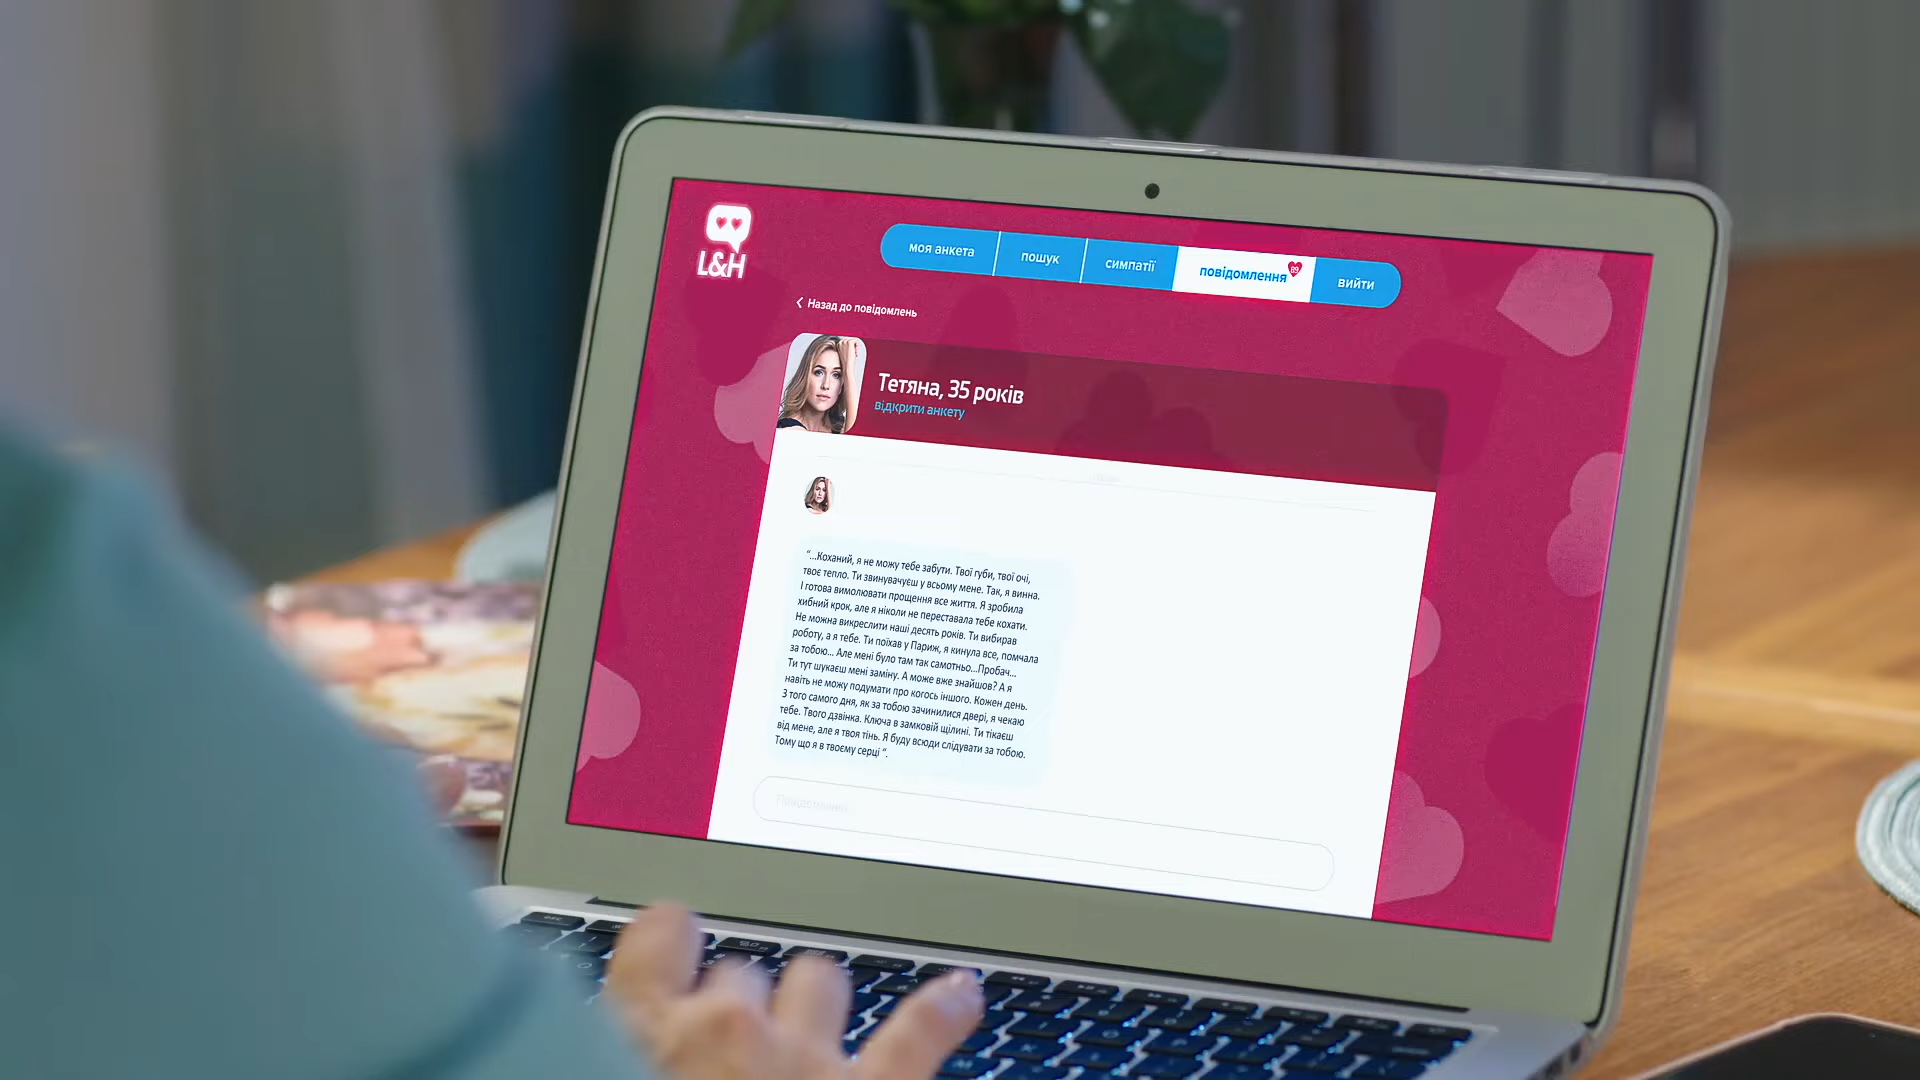 L&H
моя анкета
пошук
симпатії
повідомлення
89
вийти
Назад до повідомлень
Тетяна, 35 років
відкрити анкету
“...Коханий, я не можу тебе забути. Твої губи, твої очі,
твоє тепло. Ти звинувачуєш у всьому мене. Так, я винна.
І готова вимолювати прощення все життя. Я зробила
хибний крок, але я ніколи не переставала тебе кохати.
Не можна викреслити наші десять років. Ти вибирав
роботу, а я тебе. Ти поїхав у Париж, я кинула все, помчала
за тобою... Але мені було там так самотньо...Пробач...
Ти тут шукаєш мені заміну. А може вже знайшов? А я
навіть не можу подумати про когось іншого. Кожен день.
З того самого дня, як за тобою зачинилися двері, я чекаю
тебе. Твого дзвінка. Ключа в замковій щілині. Ти тікаєш
від мене, але я твоя тінь. Я буду всюди слідувати за тобою.
Тому що я в твоєму серці “.